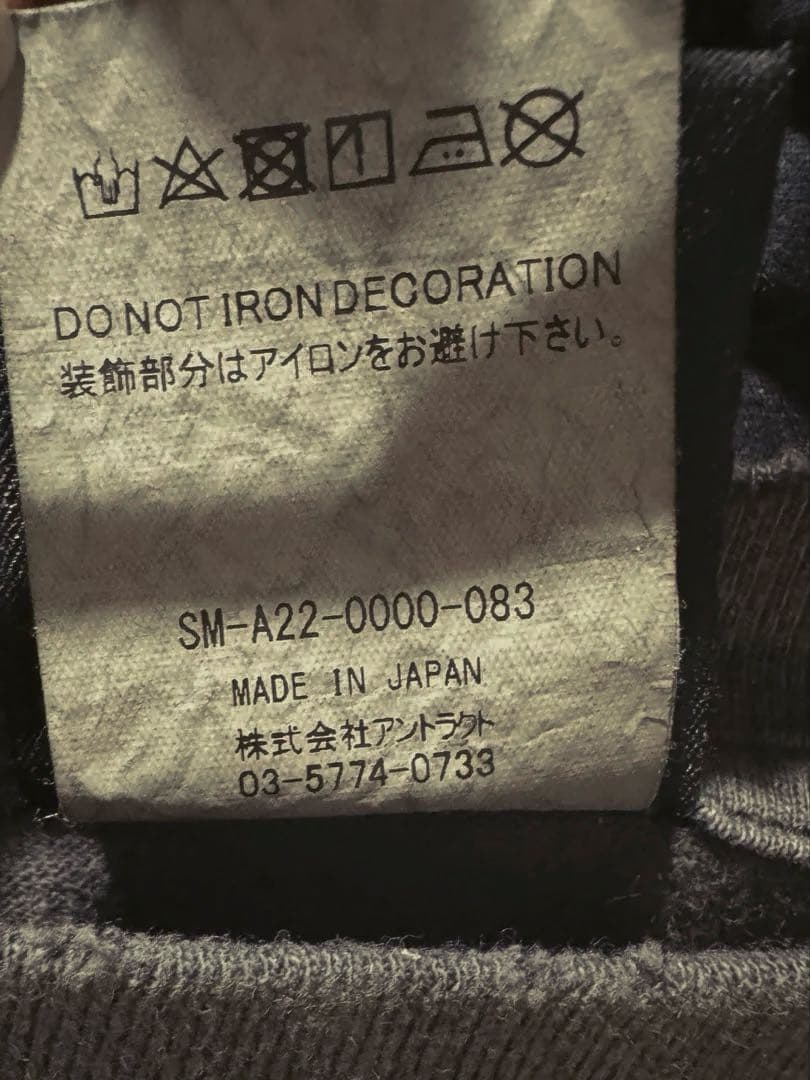 DO NOT IRON DECORATION
装飾部分はアイロンをお避け下さい。
SM-A22-0000-083
MADE IN JAPAN
株式会社アントラクト
03-5774-0733